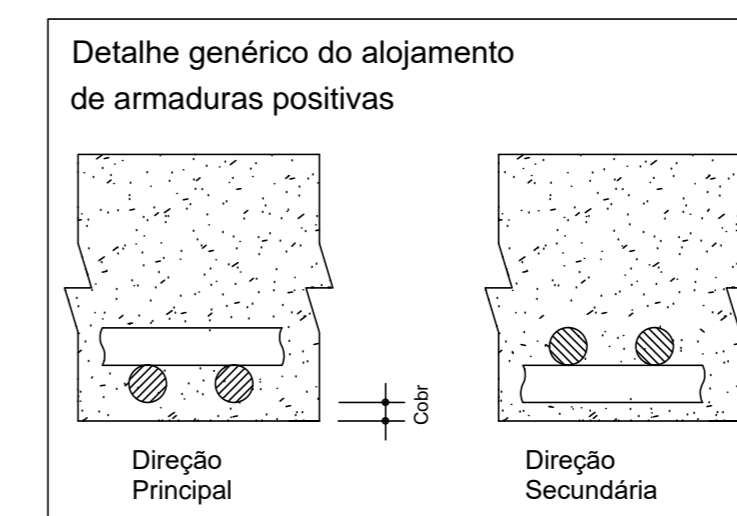 Detalhe genérico do alojamento
de armaduras positivas
Cobr
Direção
Principal
Direção
Secundária